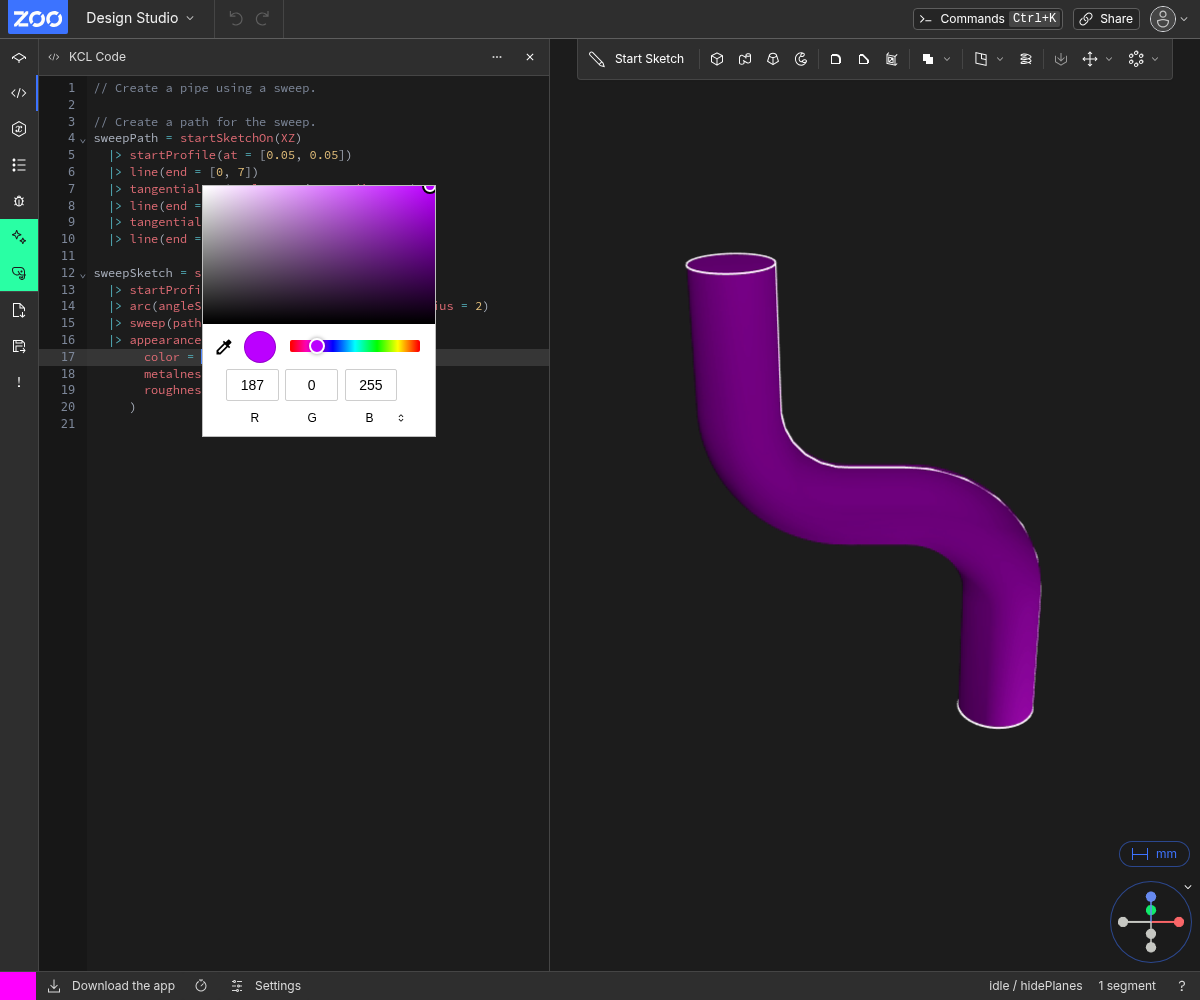 ZOO Design Studio Commands Ctrl+K Share
KCL Code
Start Sketch
1 // Create a pipe using a sweep.
2
3 // Create a path for the sweep.
4 sweepPath = startSketchOn(XZ)
5 |> startProfile(at = [0.05, 0.05])
6 |> line(end = [0, 7])
7 |> tangential
8 |> line(end =
9 |> tangential
10 |> line(end =
11
12 sweepSketch = s
13 |> startProfi
14 |> arc(angleS ius = 2)
15 |> sweep(path
16 |> appearance
17 color =
18 metalnes
19 roughnes
20 )
21
187 0 255
R G B
mm
Download the app Settings idle / hidePlanes 1 segment ?